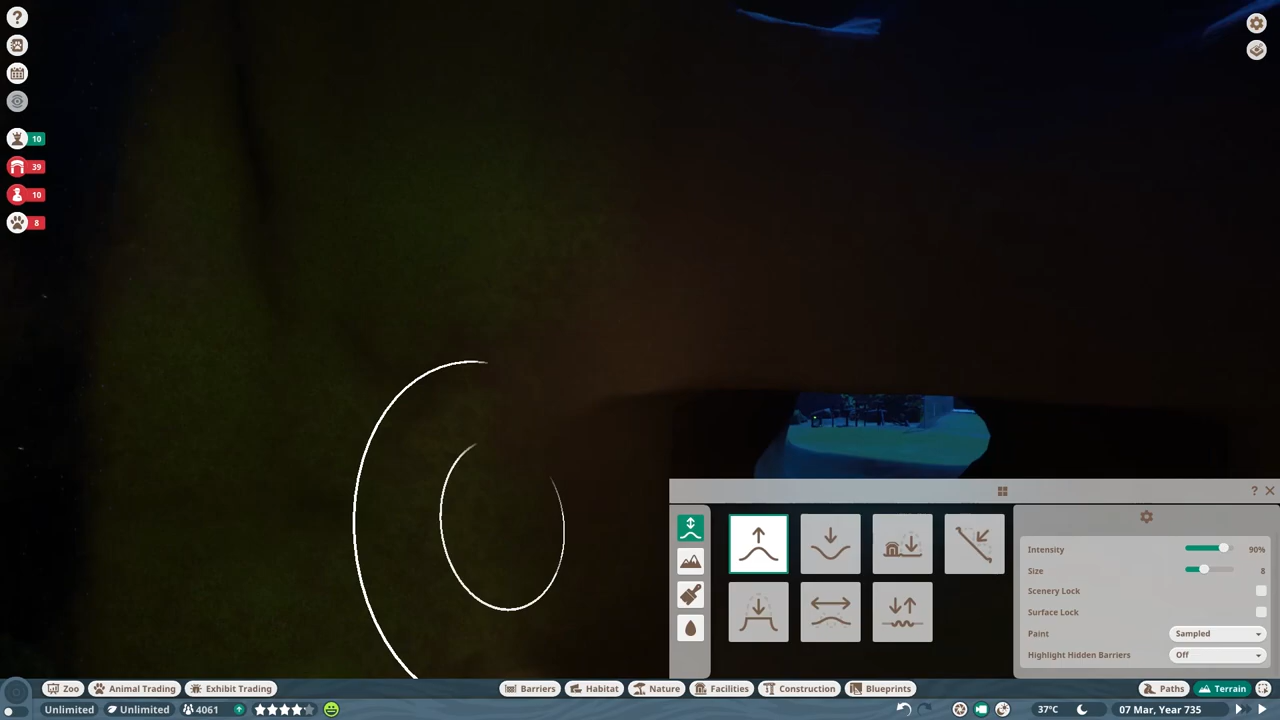 ?
10
39
10
8
? 
Intensity 90%
Size 8
Scenery Lock
Surface Lock
Paint Sampled
Highlight Hidden Barriers Off
Zoo Animal Trading Exhibit Trading Barriers Habitat Nature Facilities Construction Blueprints Paths Terrain
Unlimited Unlimited 4061 37°C 07 Mar, Year 735